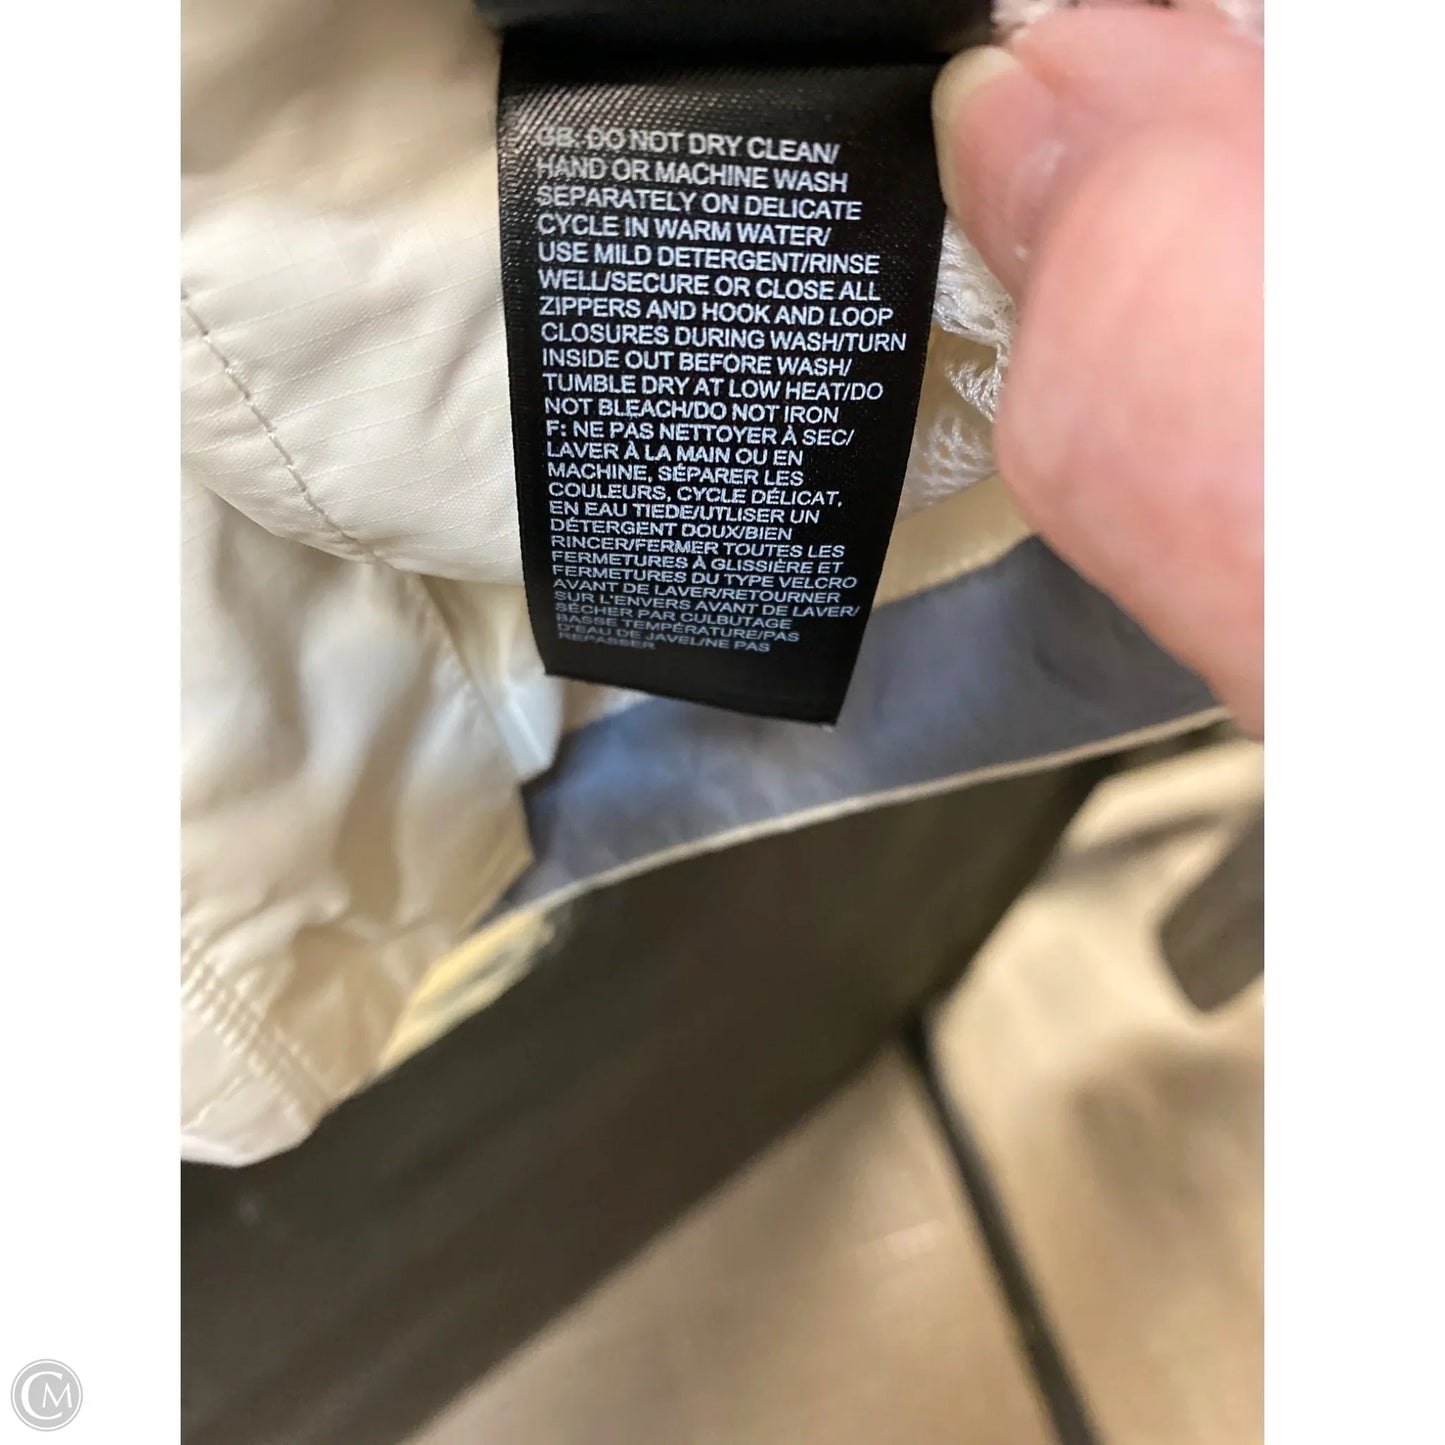 GB: DO NOT DRY CLEAN/
HAND OR MACHINE WASH
SEPARATELY ON DELICATE
CYCLE IN WARM WATER/
USE MILD DETERGENT/RINSE
WELL/SECURE OR CLOSE ALL
ZIPPERS AND HOOK AND LOOP
CLOSURES DURING WASH/TURN
INSIDE OUT BEFORE WASH/
TUMBLE DRY AT LOW HEAT/DO
NOT BLEACH/DO NOT IRON
F: NE PAS NETTOYER À SEC/
LAVER À LA MAIN OU EN
MACHINE, SÉPARER LES
COULEURS, CYCLE DÉLICAT,
EN EAU TIEDE/UTLISER UN
DÉTERGENT DOUX/BIEN
RINCER/FERMER TOUTES LES
FERMETURES À GLISSIÈRE ET
FERMETURES DU TYPE VELCRO
AVANT DE LAVER/RETOURNER
SUR L'ENVERS AVANT DE LAVER/
SÉCHER PAR CULBUTAGE
BASSE TEMPÉRATURE/PAS
D'EAU DE JAVEL/NE PAS
REPASSER
CM